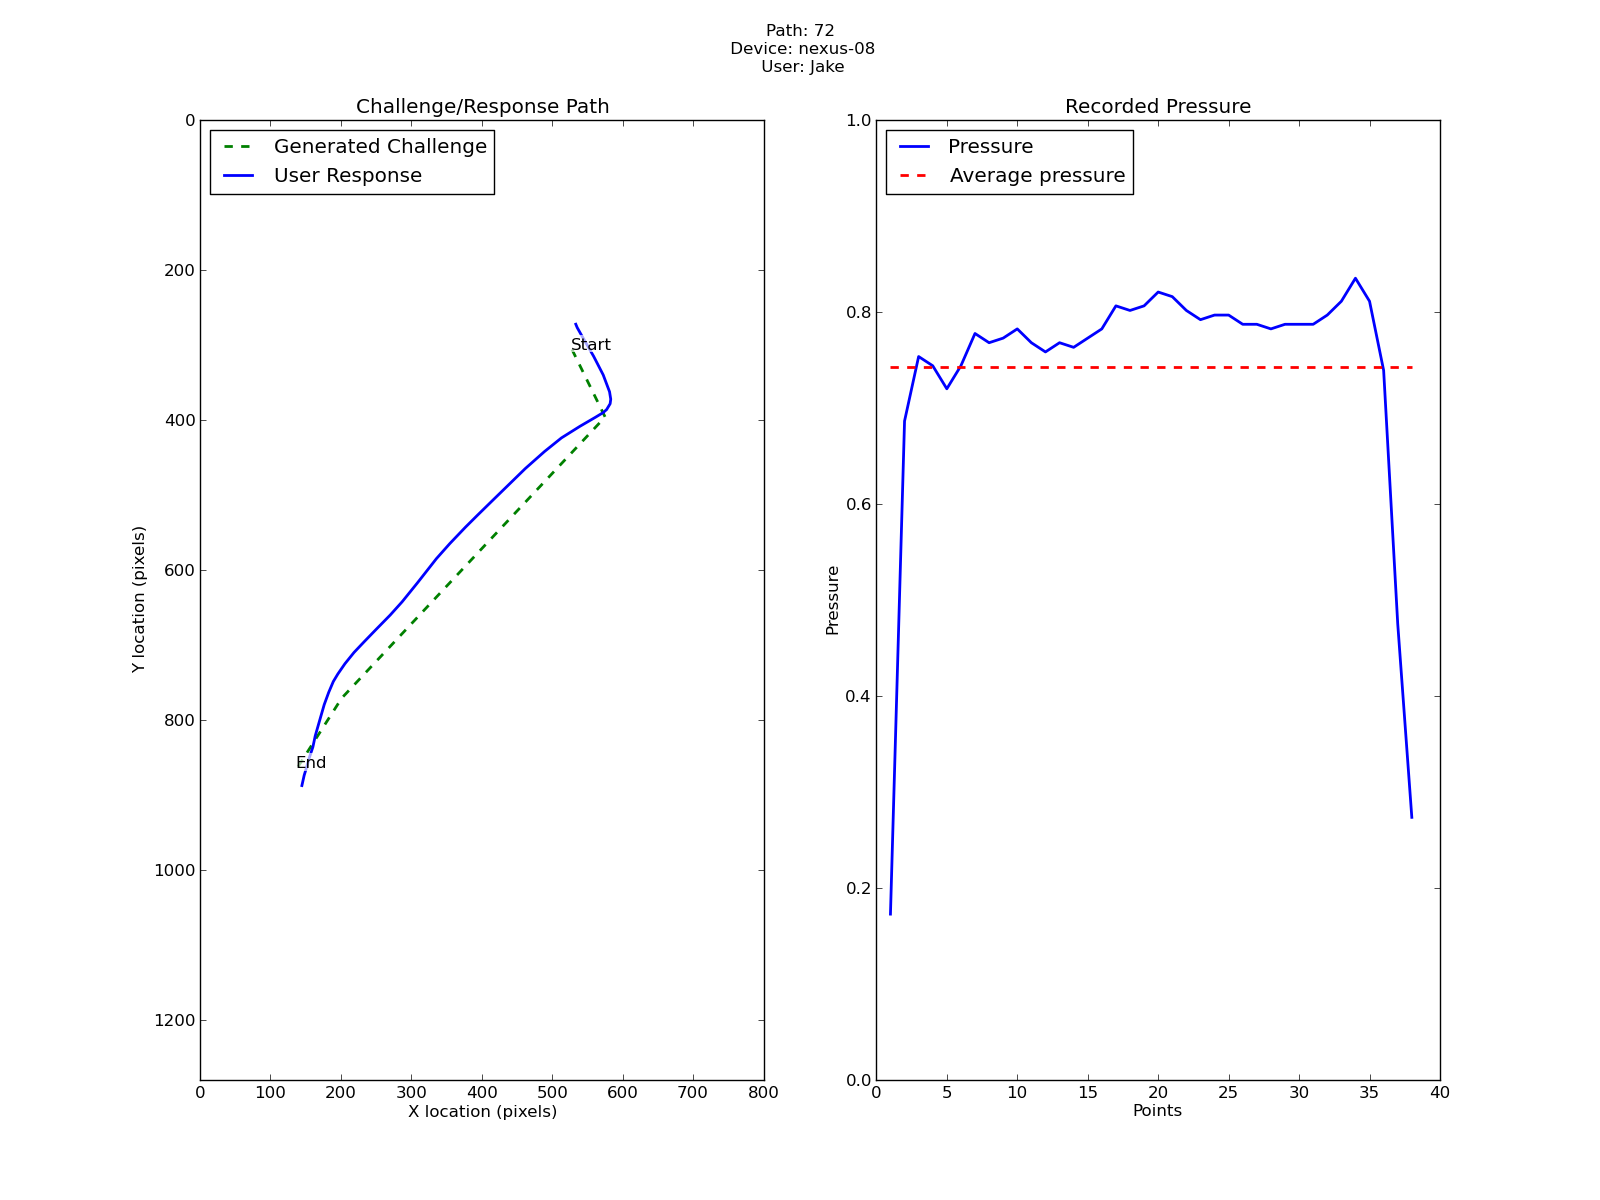 Path: 72
Device: nexus-08
User: Jake
Challenge/Response Path
Generated Challenge
User Response
Start
End
0
200
400
600
800
1000
1200
Y location (pixels)
0 100 200 300 400 500 600 700 800
X location (pixels)
Recorded Pressure
Pressure
Average pressure
1.0
0.8
0.6
0.4
0.2
0.0
Pressure
0 5 10 15 20 25 30 35 40
Points